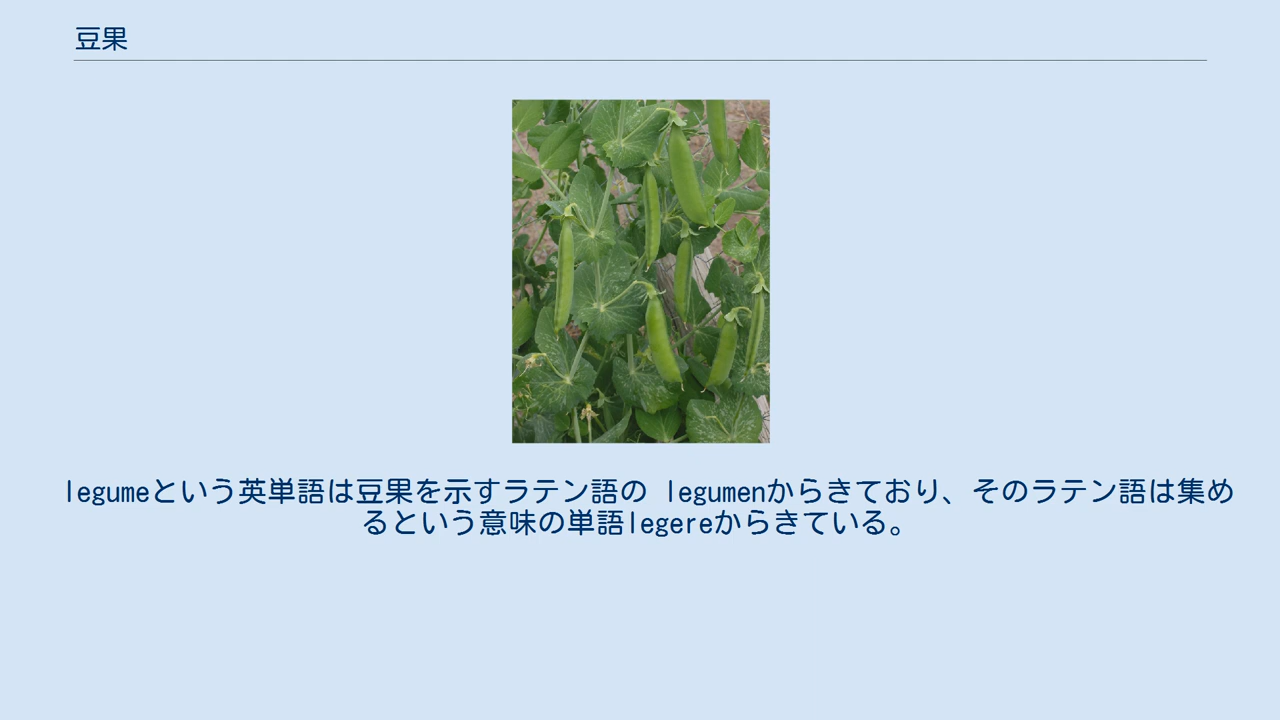 豆果
legumeという英単語は豆果を示すラテン語の legumenからきており、そのラテン語は集め
るという意味の単語legereからきている。